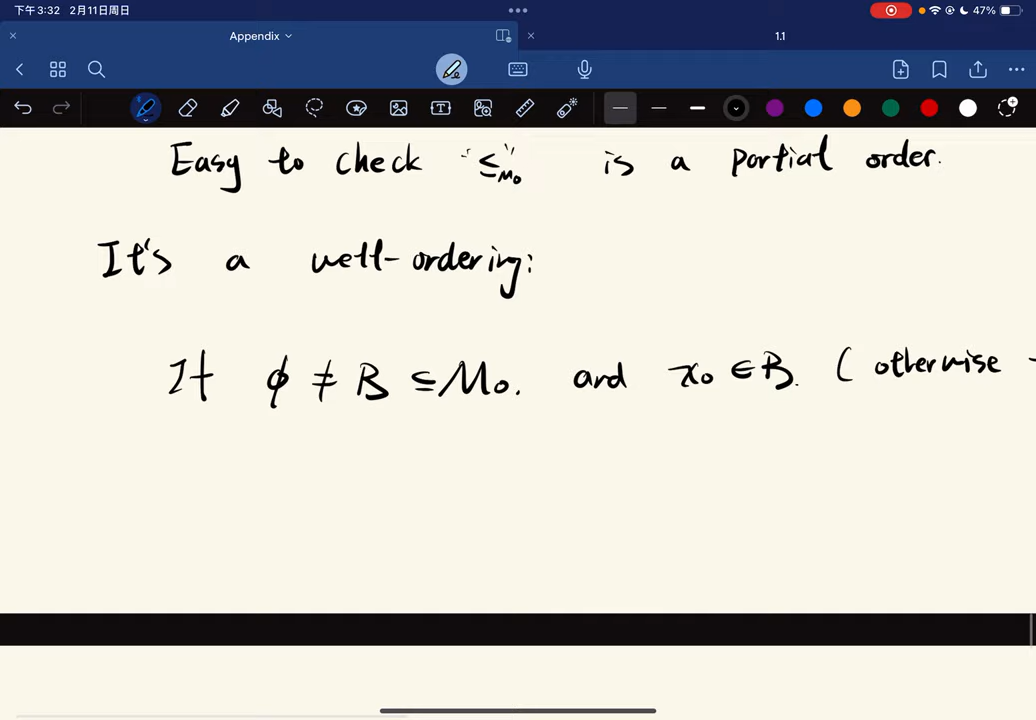 下午3:32 2月11日周日
47%
Appendix
1.1
Easy to check "≤_{M₀}" is a partial order.
It's a well-ordering:
If ϕ ≠ B ⊆ M₀. and x₀ ∈ B. ( otherwise